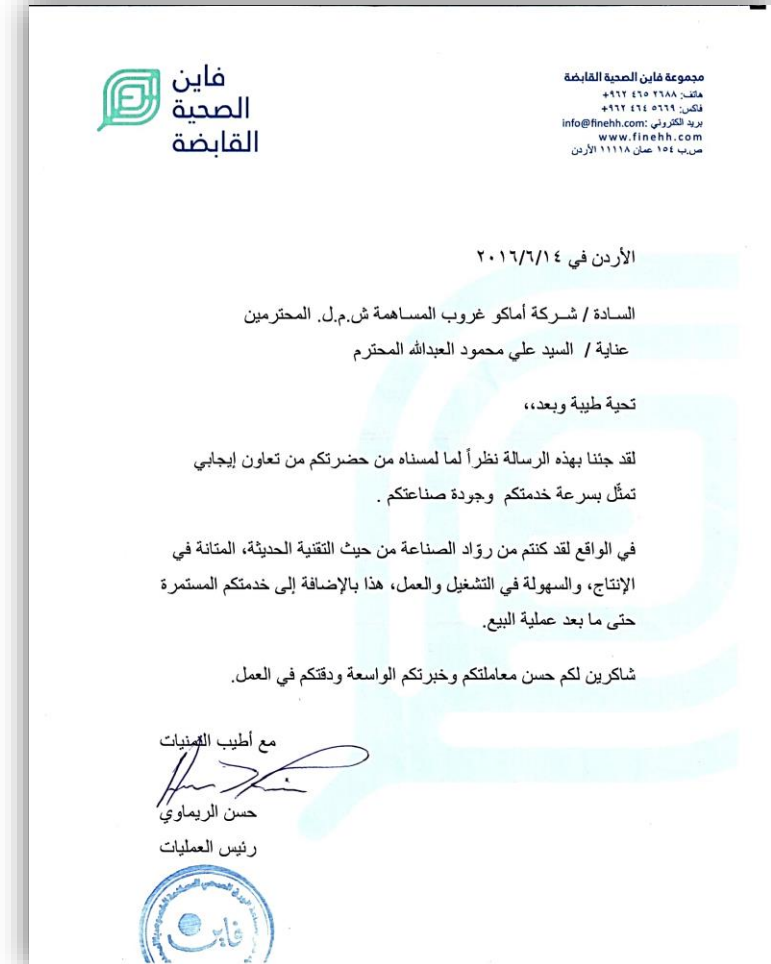 فاين
الصحية
القابضة
مجموعة فاين الصحية القابضة
هاتف: ٢٦٨٨ ٤٦٥ ٩٦٢+
فاكس: ٥٦٦٩ ٤٦٤ ٩٦٢+
بريد الكتروني :info@finehh.com
www.finehh.com
ص.ب ١٥٤ عمان ١١١١٨ الأردن
الأردن في ٢٠١٦/٦/١٤
السادة / شركة أماكو غروب المساهمة ش.م.ل. المحترمين
عناية / السيد علي محمود العبدالله المحترم
تحية طيبة وبعد،،
لقد جئنا بهذه الرسالة نظراً لما لمسناه من حضرتكم من تعاون إيجابي
تمثّل بسرعة خدمتكم وجودة صناعتكم .
في الواقع لقد كنتم من روّاد الصناعة من حيث التقنية الحديثة، المتانة في
الإنتاج، والسهولة في التشغيل والعمل، هذا بالإضافة إلى خدمتكم المستمرة
حتى ما بعد عملية البيع.
شاكرين لكم حسن معاملتكم وخبرتكم الواسعة ودقتكم في العمل.
مع أطيب التمنيات
حسن الريماوي
رئيس العمليات
فاين